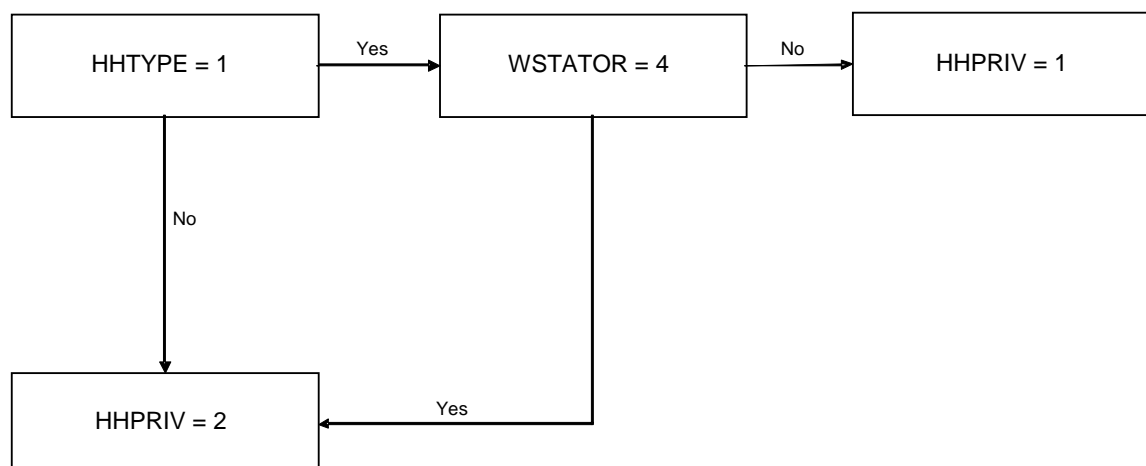 HHTYPE = 1
Yes
WSTATOR = 4
No
HHPRIV = 1
No
HHPRIV = 2
Yes